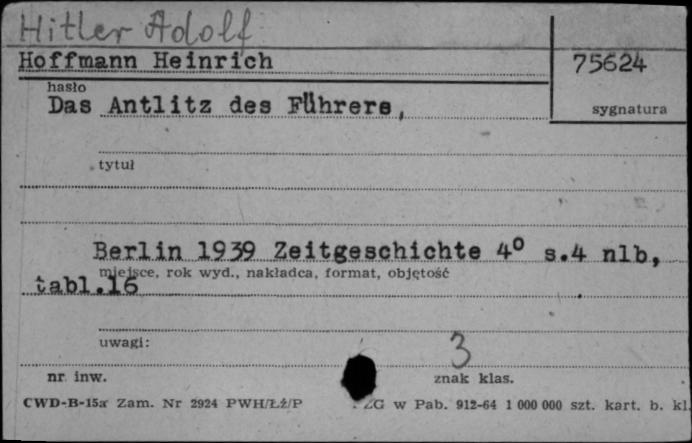 Hitler Adolf
Hoffmann Heinrich
75624
hasło
Das Antlitz des Führers,
sygnatura
tytuł
Berlin 1939 Zeitgeschichte 4° s.4 nlb,
miejsce, rok wyd., nakładca, format, objętość
tabl.16
uwagi:
3
nr inw.
znak klas.
CWD-B-15a Zam. Nr 2924 PWH/Łź/P
ZG w Pab. 912-64 1 000 000 szt. kart. b. kl.